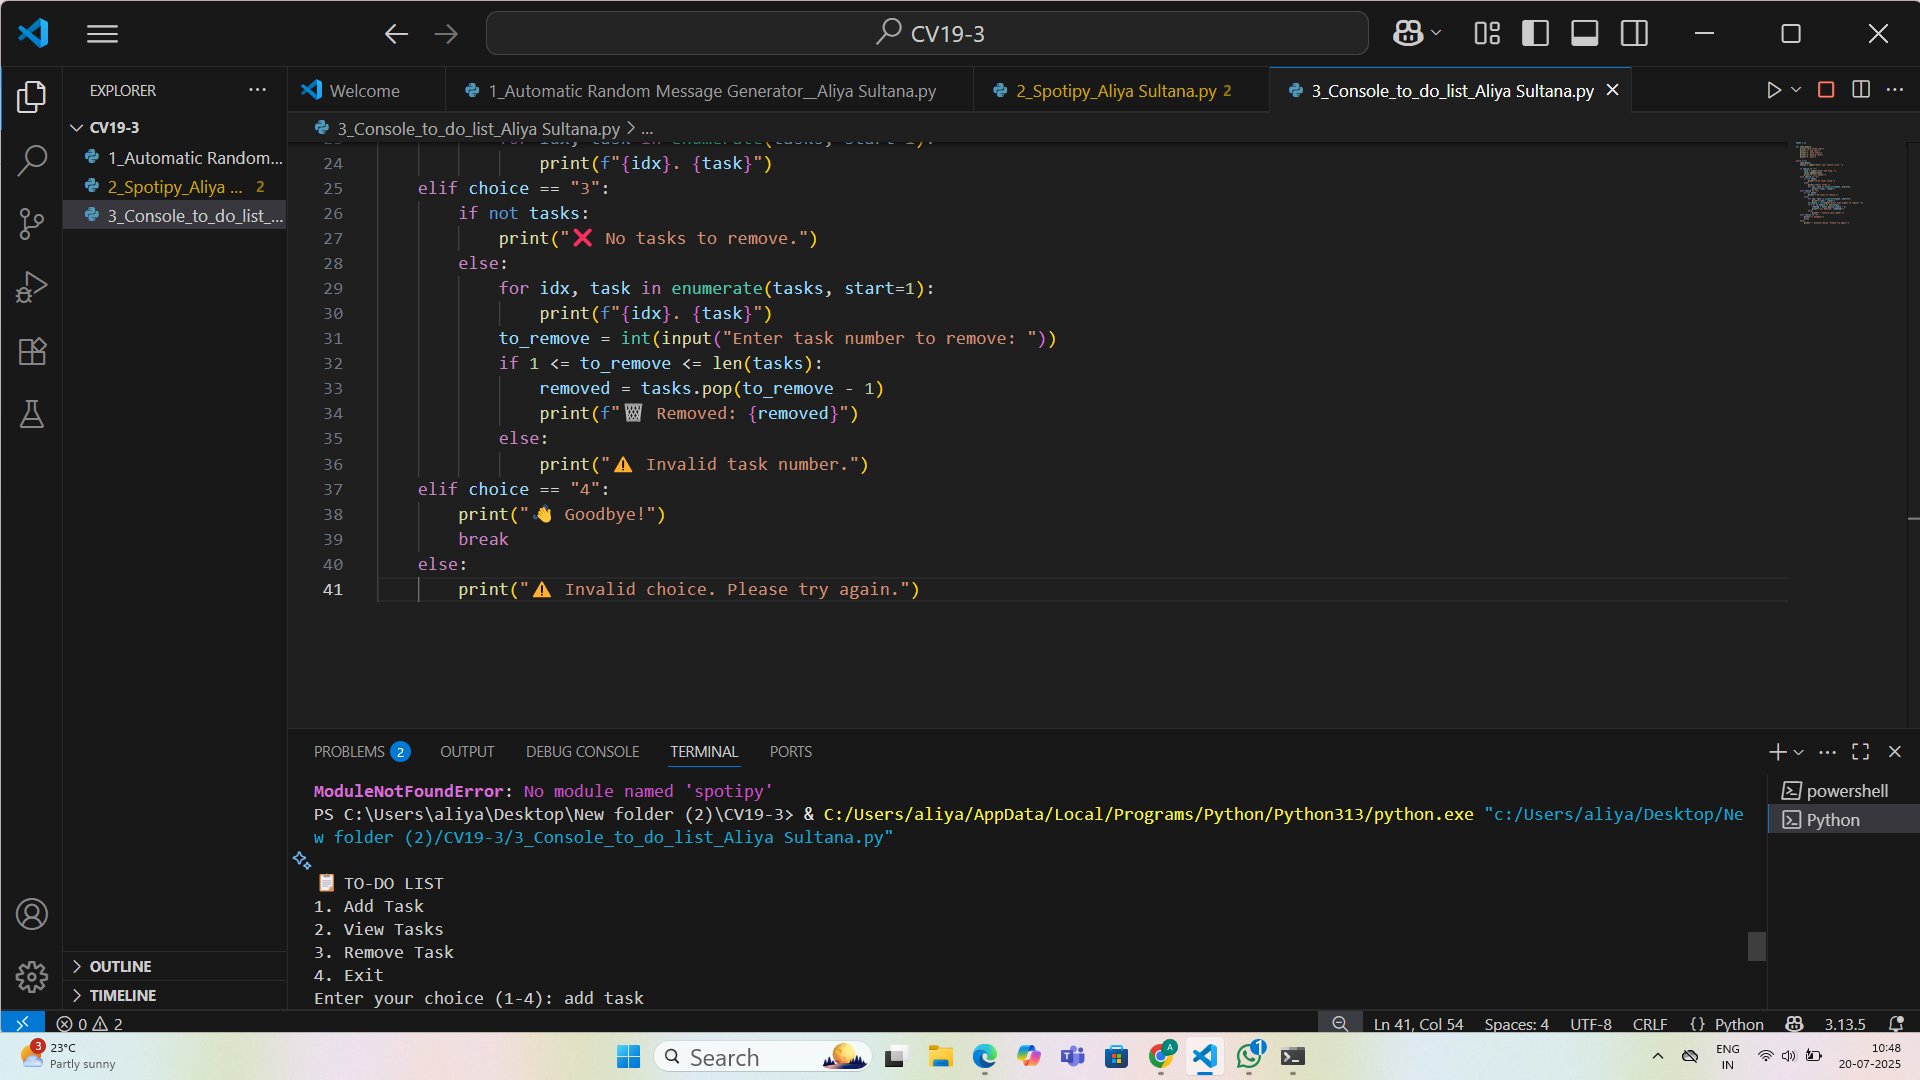 CV19-3
EXPLORER
CV19-3
1_Automatic Random...
2_Spotipy_Aliya ... 2
3_Console_to_do_list_...
OUTLINE
TIMELINE
Welcome
1_Automatic Random Message Generator__Aliya Sultana.py
2_Spotipy_Aliya Sultana.py 2
3_Console_to_do_list_Aliya Sultana.py
3_Console_to_do_list_Aliya Sultana.py > ...
24 print(f"{idx}. {task}")
25 elif choice == "3":
26 if not tasks:
27 print("❌ No tasks to remove.")
28 else:
29 for idx, task in enumerate(tasks, start=1):
30 print(f"{idx}. {task}")
31 to_remove = int(input("Enter task number to remove: "))
32 if 1 <= to_remove <= len(tasks):
33 removed = tasks.pop(to_remove - 1)
34 print(f"🗑 Removed: {removed}")
35 else:
36 print("⚠ Invalid task number.")
37 elif choice == "4":
38 print("👋 Goodbye!")
39 break
40 else:
41 print("⚠ Invalid choice. Please try again.")
PROBLEMS 2 OUTPUT DEBUG CONSOLE TERMINAL PORTS
ModuleNotFoundError: No module named 'spotipy'
PS C:\Users\aliya\Desktop\New folder (2)\CV19-3> & C:/Users/aliya/AppData/Local/Programs/Python/Python313/python.exe "c:/Users/aliya/Desktop/Ne
w folder (2)/CV19-3/3_Console_to_do_list_Aliya Sultana.py"
📋 TO-DO LIST
1. Add Task
2. View Tasks
3. Remove Task
4. Exit
Enter your choice (1-4): add task
powershell
Python
0 2 Ln 41, Col 54 Spaces: 4 UTF-8 CRLF {} Python 3.13.5
3
23°C
Partly sunny
Search
A
1
ENG
IN
10:48
20-07-2025